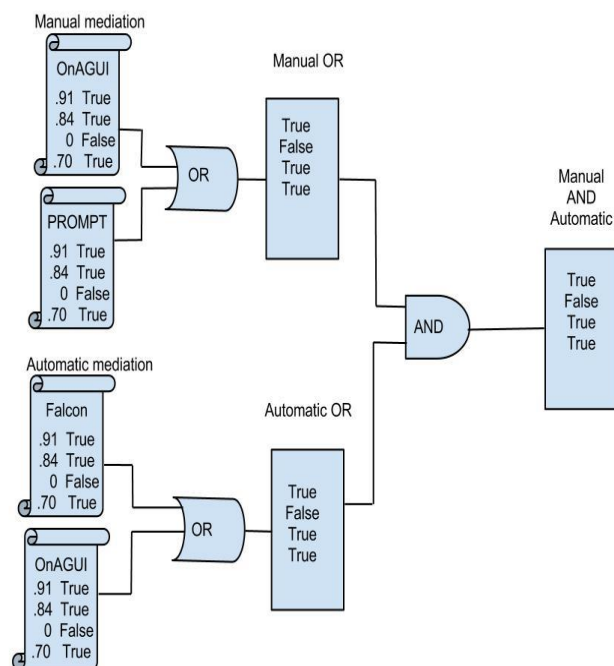 Manual mediation
OnAGUI
.91 True
.84 True
0 False
.70 True
PROMPT
.91 True
.84 True
0 False
.70 True
OR
Manual OR
True
False
True
True
Automatic mediation
Falcon
.91 True
.84 True
0 False
.70 True
OnAGUI
.91 True
.84 True
0 False
.70 True
OR
Automatic OR
True
False
True
True
AND
Manual
AND
Automatic
True
False
True
True